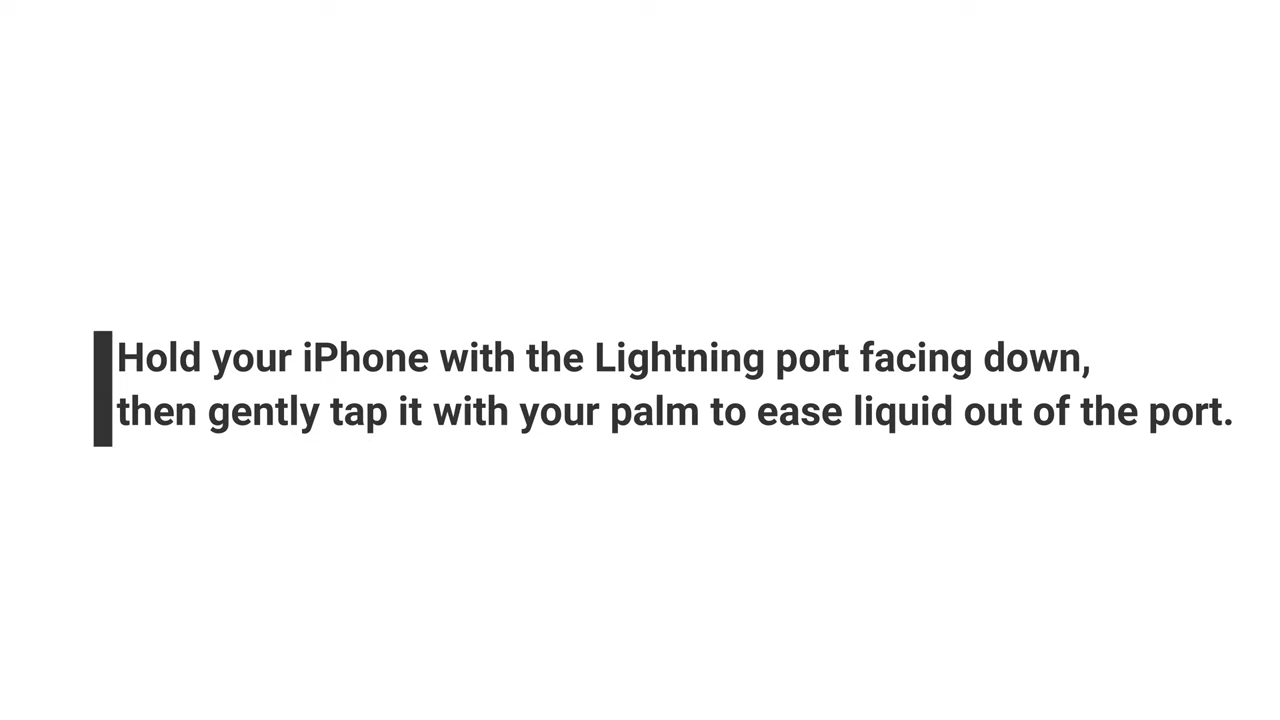 Hold your iPhone with the Lightning port facing down,
then gently tap it with your palm to ease liquid out of the port.